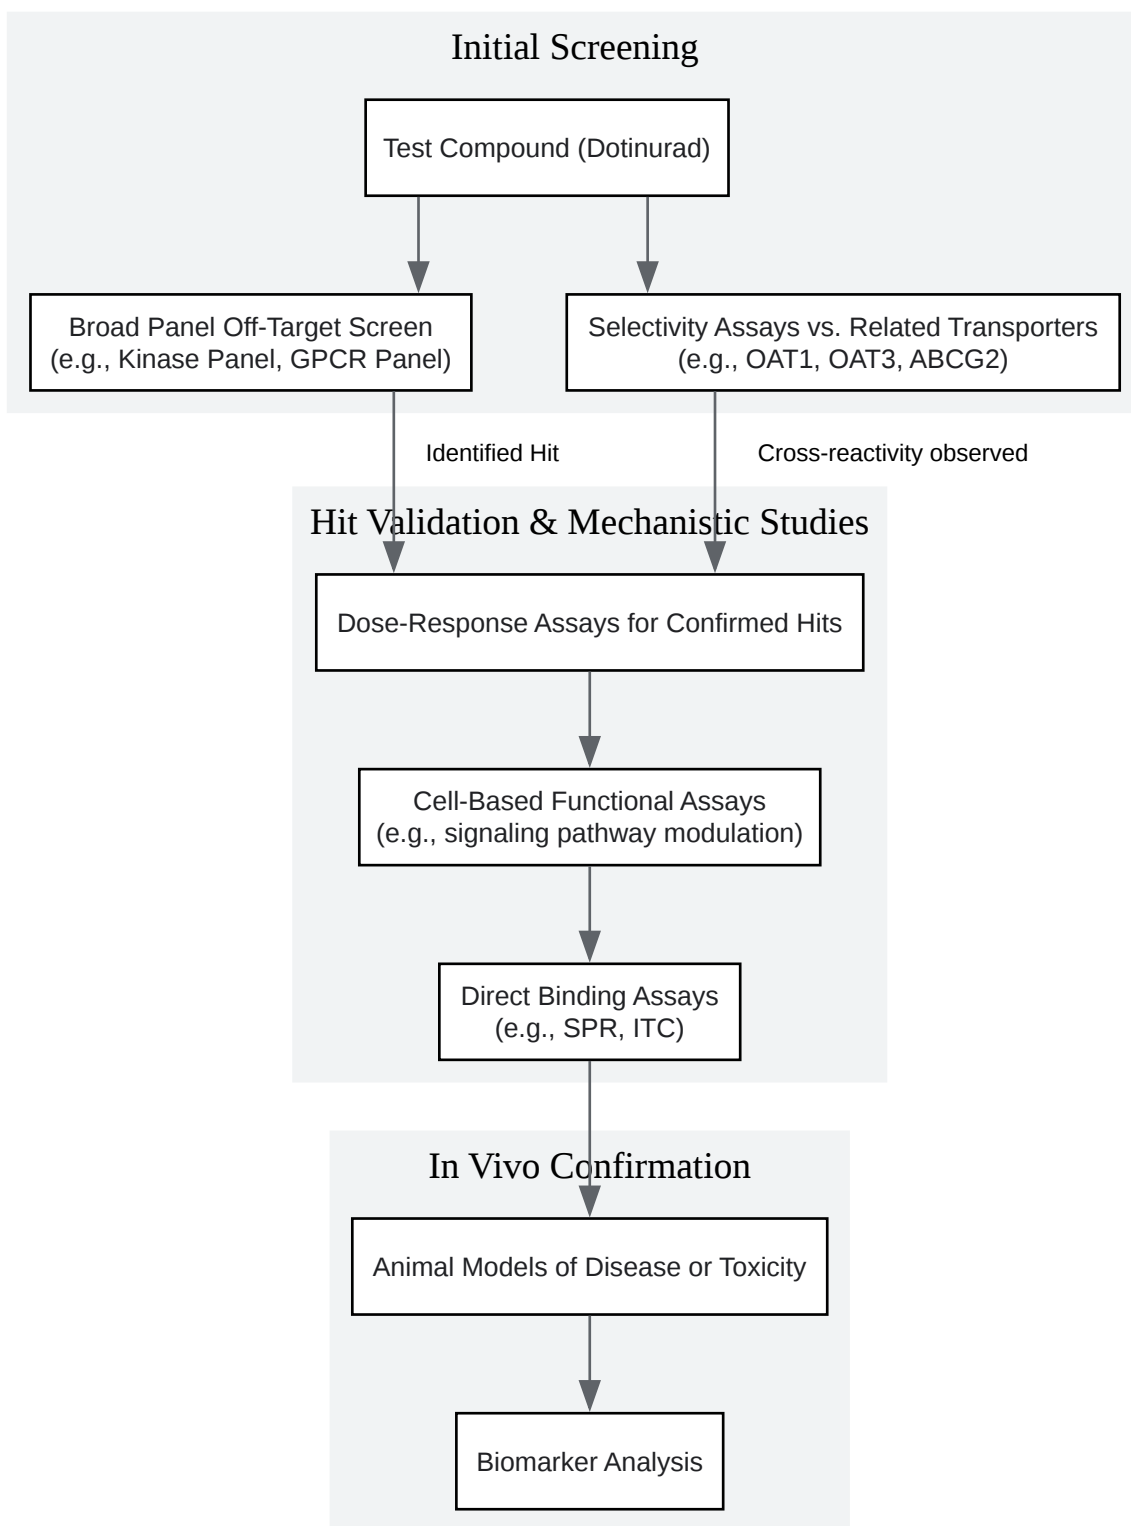 Initial Screening
Test Compound (Dotinurad)
Broad Panel Off-Target Screen
(e.g., Kinase Panel, GPCR Panel)
Selectivity Assays vs. Related Transporters
(e.g., OAT1, OAT3, ABCG2)
Identified Hit
Cross-reactivity observed
Hit Validation & Mechanistic Studies
Dose-Response Assays for Confirmed Hits
Cell-Based Functional Assays
(e.g., signaling pathway modulation)
Direct Binding Assays
(e.g., SPR, ITC)
In Vivo Confirmation
Animal Models of Disease or Toxicity
Biomarker Analysis